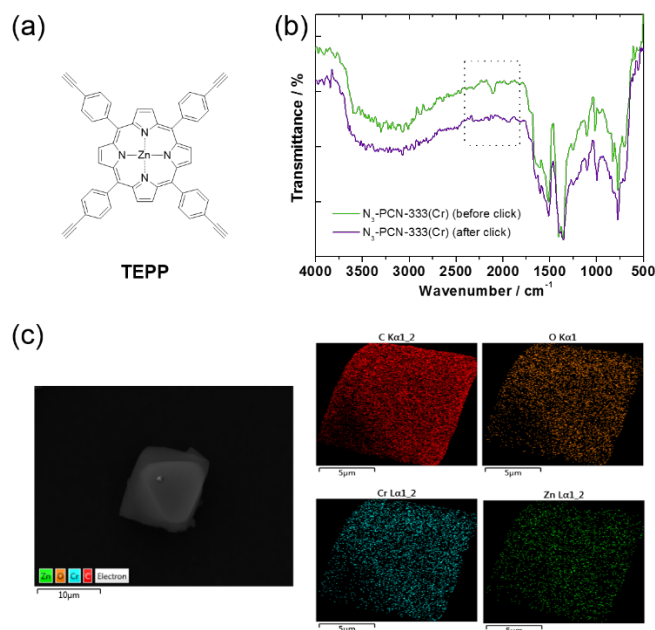 (a)
N
N
Zn
N
N
TEPP
(b)
Transmittance / %
N3-PCN-333(Cr) (before click)
N3-PCN-333(Cr) (after click)
4000 3500 3000 2500 2000 1500 1000 500
Wavenumber / cm-1
(c)
Zn O Cr C Electron
10µm
C Kα1_2
5µm
O Kα1
5µm
Cr Lα1_2
5µm
Zn Lα1_2
5µm